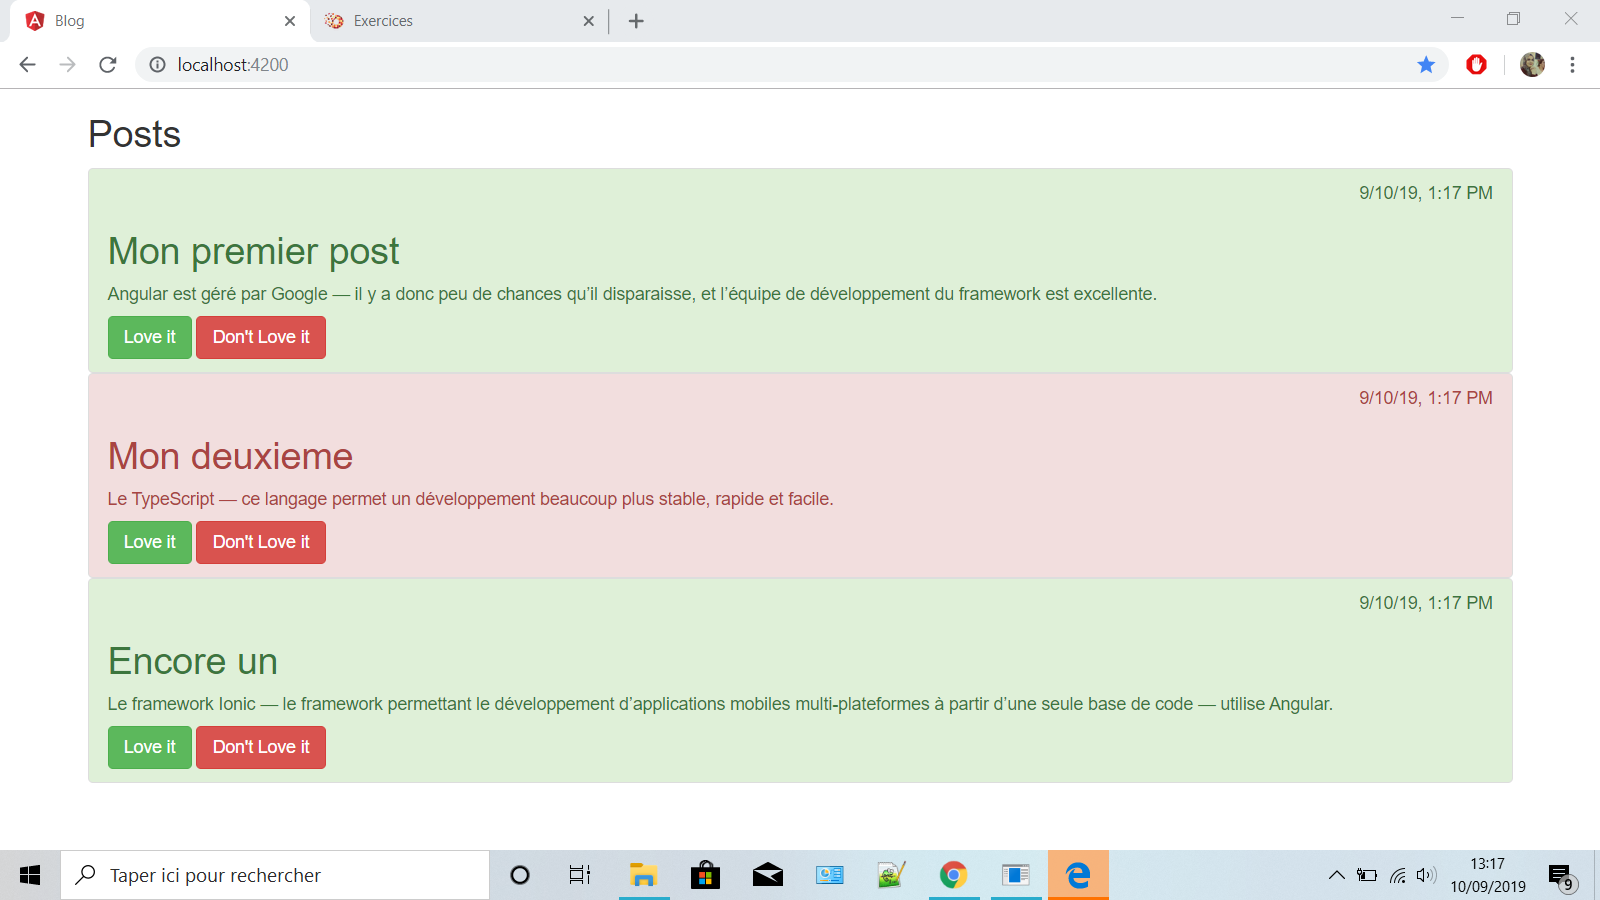 Blog
Exercices
localhost:4200
Posts
9/10/19, 1:17 PM
Mon premier post
Angular est géré par Google — il y a donc peu de chances qu’il disparaisse, et l’équipe de développement du framework est excellente.
Love it Don't Love it
9/10/19, 1:17 PM
Mon deuxieme
Le TypeScript — ce langage permet un développement beaucoup plus stable, rapide et facile.
Love it Don't Love it
9/10/19, 1:17 PM
Encore un
Le framework Ionic — le framework permettant le développement d’applications mobiles multi-plateformes à partir d’une seule base de code — utilise Angular.
Love it Don't Love it
Taper ici pour rechercher
13:17
10/09/2019
9